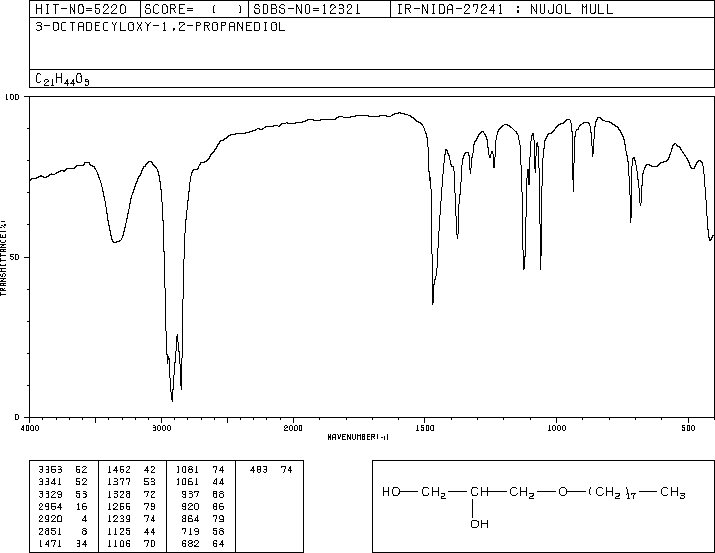 HIT-NO=5220 SCORE= ( ) SDBS-NO=12321 IR-NIDA-27241 : NUJOL MULL
3-OCTADECYLOXY-1,2-PROPANEDIOL
C21H44O3
100
50
0
TRANSMITTANCE(%)
4000 3000 2000 1500 1000 500
WAVENUMBER(-1)
3363 62 1462 42 1081 74 483 74
3341 52 1377 53 1061 44
3329 53 1328 72 937 68
2964 16 1266 79 920 86
2920 4 1239 74 864 79
2851 8 1125 44 719 58
1471 34 1106 70 682 64
HO—CH2—CH—CH2—O—(CH2)17—CH3
OH